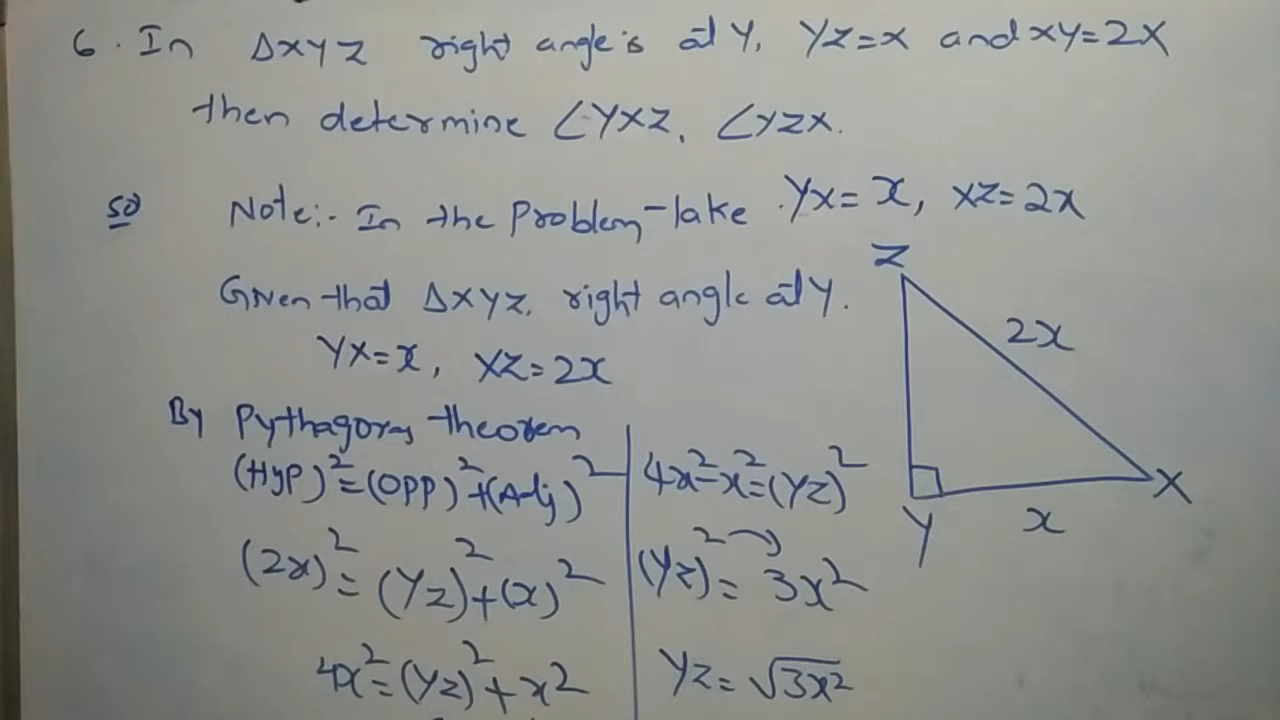 6. In ΔXYZ right angle is at Y, YZ=x and XY=2x
then determine ∠YXZ, ∠YZX.
so Note:- In the problem take YX=x, XZ=2x
Given that ΔXYZ, right angle at Y.
YX=x, XZ=2x
By Pythagoras theorem
(Hyp)²=(OPP)²+(Adj)²
(2x)²=(YZ)²+(x)²
4x²=(YZ)²+x²
4x²-x²=(YZ)²
(YZ)²=3x²
YZ=√3x²
Z
2x
X
Y
x